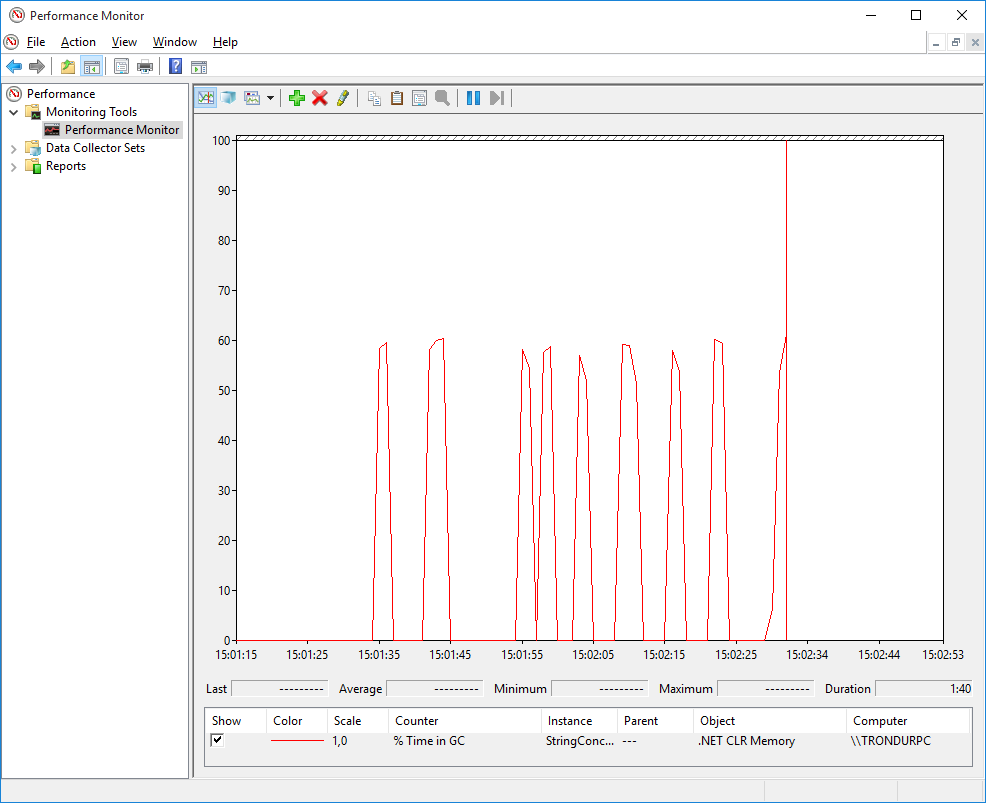 Performance Monitor
File Action View Window Help
Performance
Monitoring Tools
Performance Monitor
Data Collector Sets
Reports
100
90
80
70
60
50
40
30
20
10
0
15:01:15 15:01:25 15:01:35 15:01:45 15:01:55 15:02:05 15:02:15 15:02:25 15:02:34 15:02:44 15:02:53
Last --------- Average --------- Minimum --------- Maximum --------- Duration 1:40
Show Color Scale Counter Instance Parent Object Computer
1,0 % Time in GC StringConc... --- .NET CLR Memory \\TRONDURPC